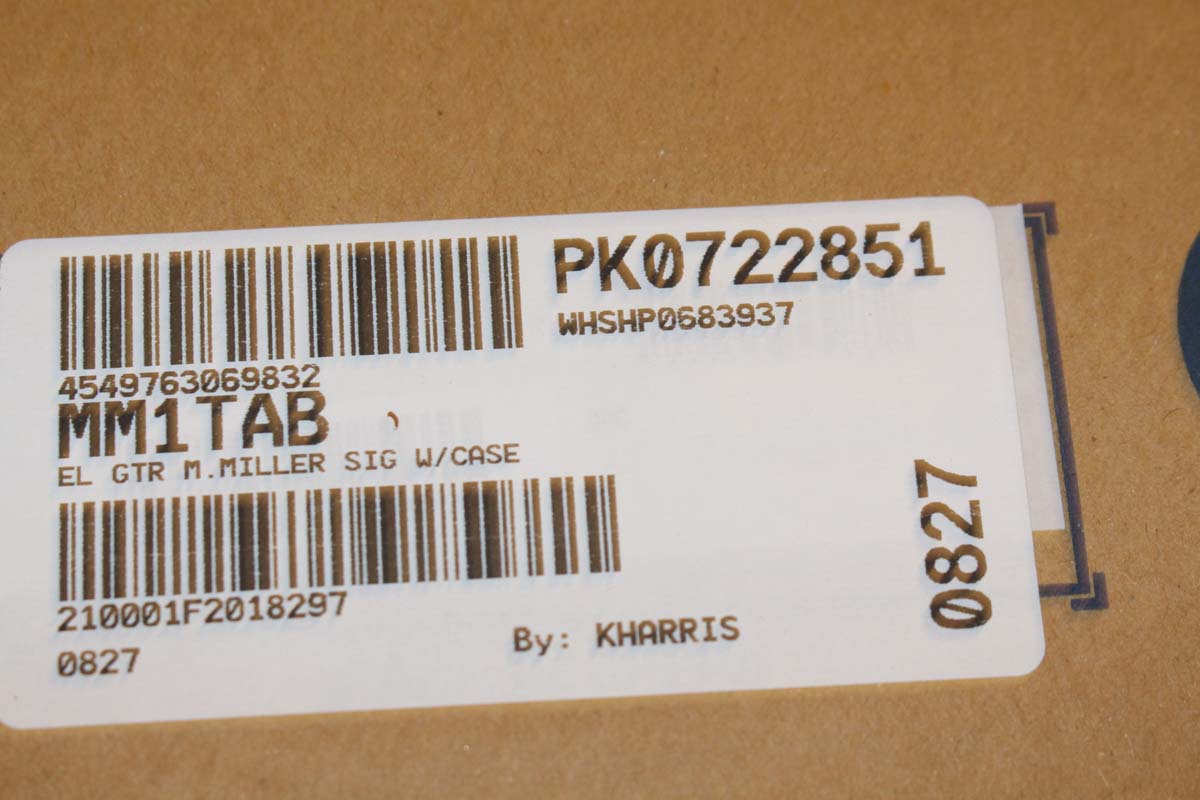 PK0722851
WHSHP0683937
4549763069832
MM1TAB
EL GTR M.MILLER SIG W/CASE
210001F2018297
0827
By: KHARRIS
0827